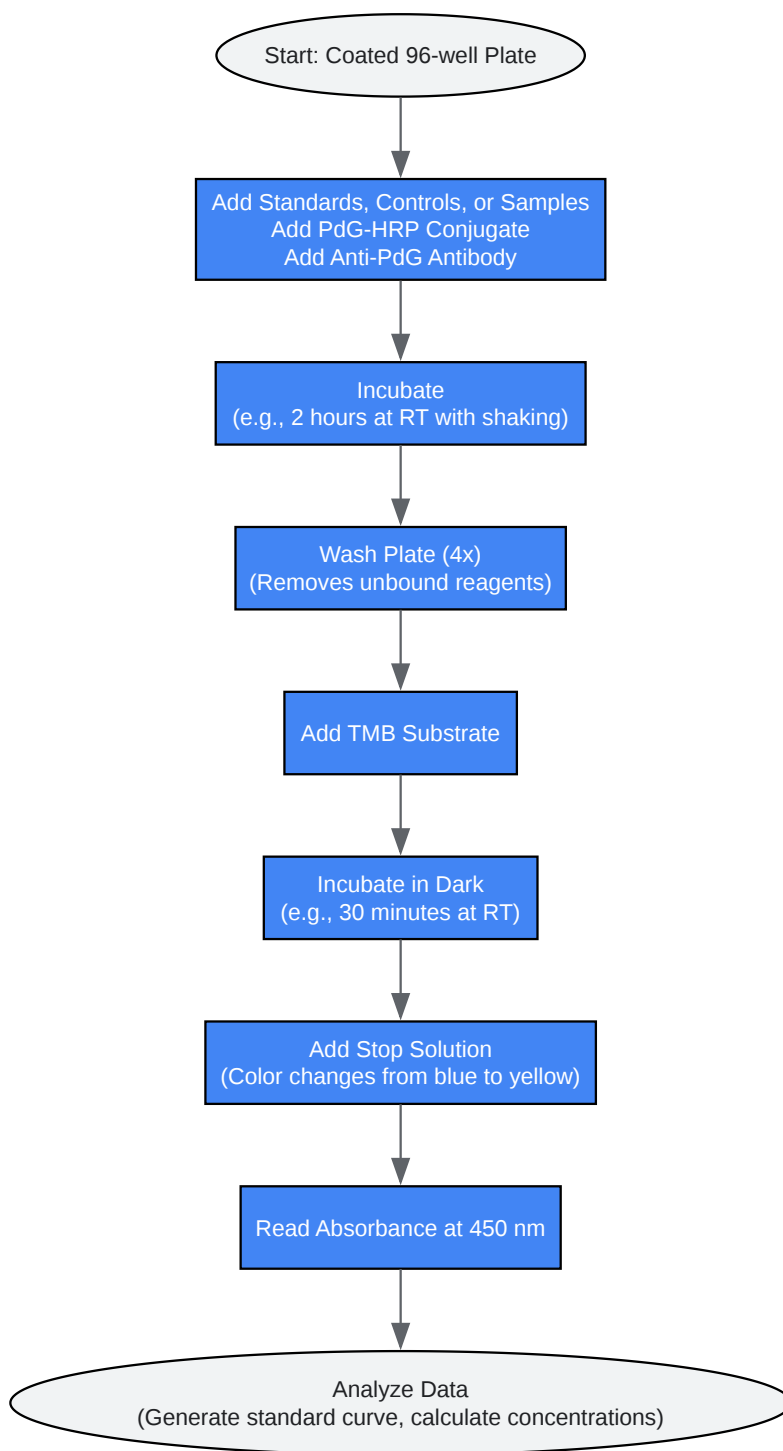 Start: Coated 96-well Plate
Add Standards, Controls, or Samples
Add PdG-HRP Conjugate
Add Anti-PdG Antibody
Incubate
(e.g., 2 hours at RT with shaking)
Wash Plate (4x)
(Removes unbound reagents)
Add TMB Substrate
Incubate in Dark
(e.g., 30 minutes at RT)
Add Stop Solution
(Color changes from blue to yellow)
Read Absorbance at 450 nm
Analyze Data
(Generate standard curve, calculate concentrations)